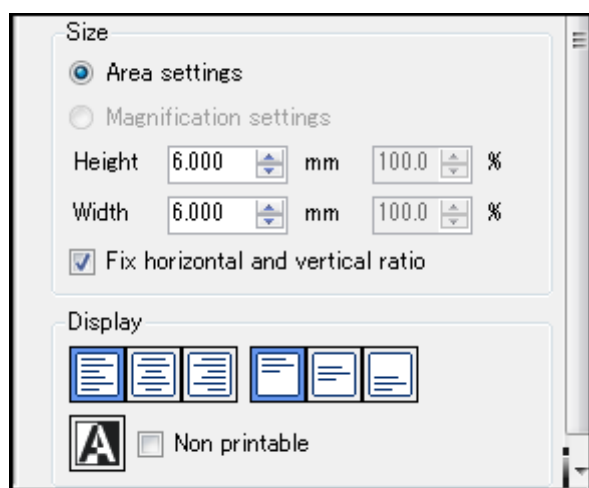 Size
Area settings
Magnification settings
Height 6.000 mm 100.0 %
Width 6.000 mm 100.0 %
Fix horizontal and vertical ratio
Display
A Non printable